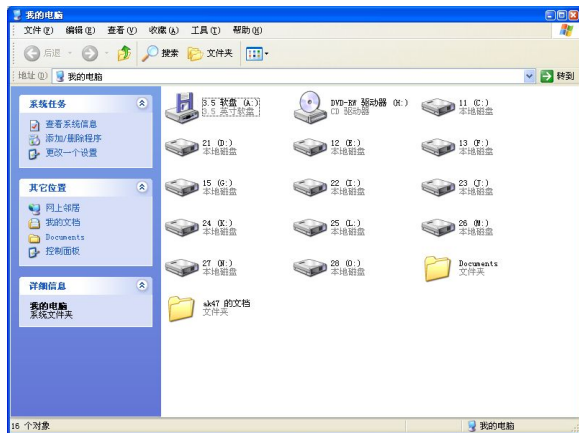 我的电脑
文件(F) 编辑(E) 查看(V) 收藏(A) 工具(T) 帮助(H)
后退 搜索 文件夹
地址(D) 我的电脑 转到
系统任务
查看系统信息
添加/删除程序
更改一个设置
其它位置
网上邻居
我的文档
Documents
控制面板
详细信息
我的电脑
系统文件夹
3.5 软盘 (A:)
3.5 英寸软盘
DVD-RW 驱动器 (H:)
CD 驱动器
11 (C:)
本地磁盘
21 (D:)
本地磁盘
12 (E:)
本地磁盘
13 (F:)
本地磁盘
15 (G:)
本地磁盘
22 (I:)
本地磁盘
23 (J:)
本地磁盘
24 (K:)
本地磁盘
25 (L:)
本地磁盘
26 (M:)
本地磁盘
27 (N:)
本地磁盘
28 (O:)
本地磁盘
Documents
文件夹
ak47 的文档
文件夹
16 个对象 我的电脑